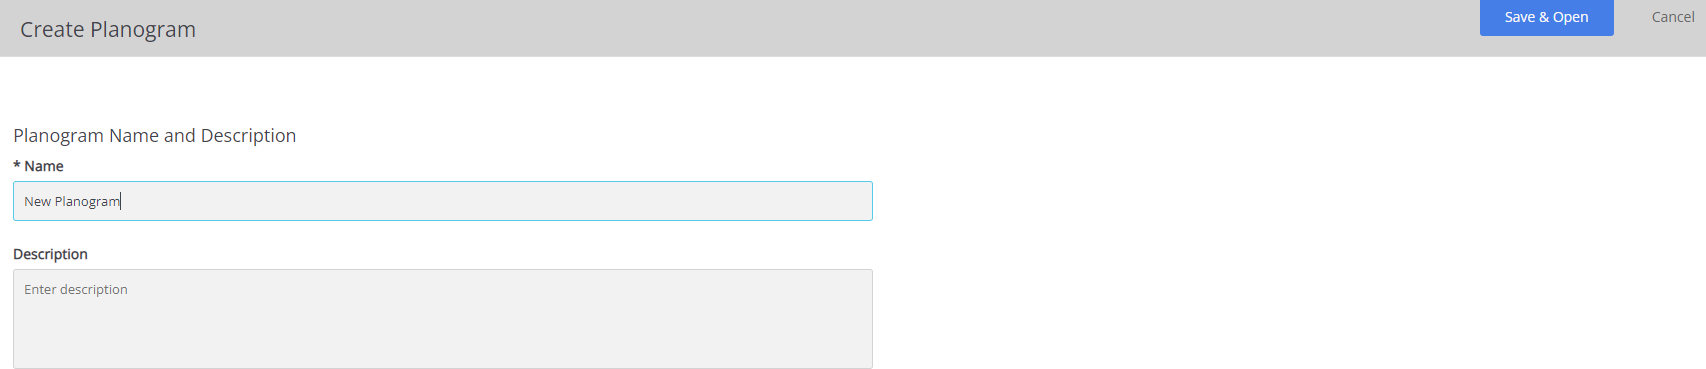 Create Planogram
Save & Open
Cancel
Planogram Name and Description
* Name
New Planogram
Description
Enter description